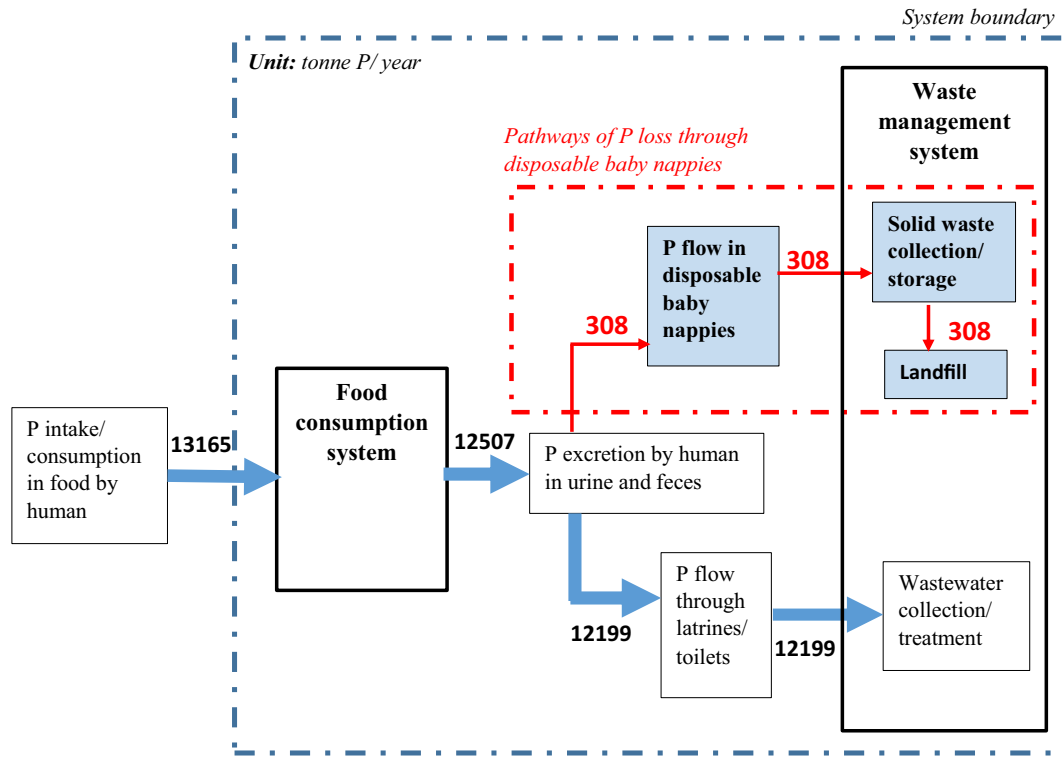 System boundary
Unit: tonne P/ year
Waste
management
system
Pathways of P loss through
disposable baby nappies
P flow in
disposable
baby
nappies
308
Solid waste
collection/
storage
308
308
Landfill
Food
consumption
system
P intake/
consumption
in food by
human
13165
12507
P excretion by human
in urine and feces
P flow
through
latrines/
toilets
12199
12199
Wastewater
collection/
treatment